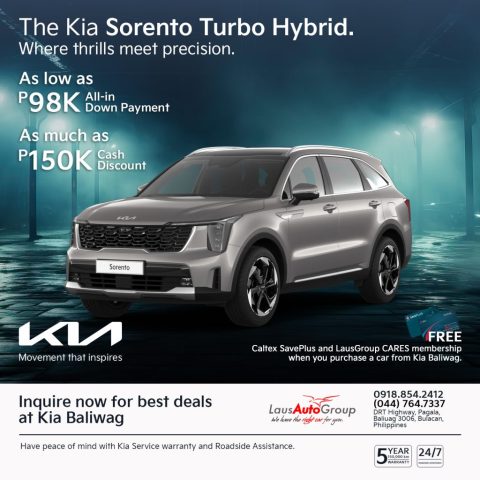 The Kia Sorento Turbo Hybrid.
Where thrills meet precision.
As low as
₱98K All-in Down Payment
As much as
₱150K Cash Discount
KIA
Sorento
KIA
Movement that inspires
FREE
Caltex SavePlus and LausGroup CARES membership
when you purchase a car from Kia Baliwag.
Inquire now for best deals
at Kia Baliwag
LausAutoGroup
We have the right car for you.
0918.854.2412
(044) 764.7337
DRT Highway, Pagala,
Baliuag 3006, Bulacan,
Philippines
Have peace of mind with Kia Service warranty and Roadside Assistance.
5 YEAR
WARRANTY
24/7